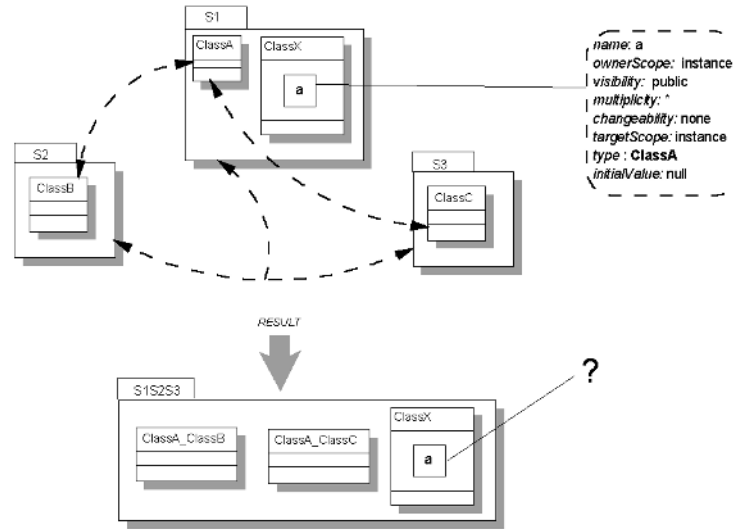 S1
ClassA
ClassX
a
name: a
ownerScope: instance
visibility: public
multiplicity: *
changeability: none
targetScope: instance
type : ClassA
initialValue: null
S2
ClassB
S3
ClassC
RESULT
S1S2S3
ClassA_ClassB
ClassA_ClassC
ClassX
a
?